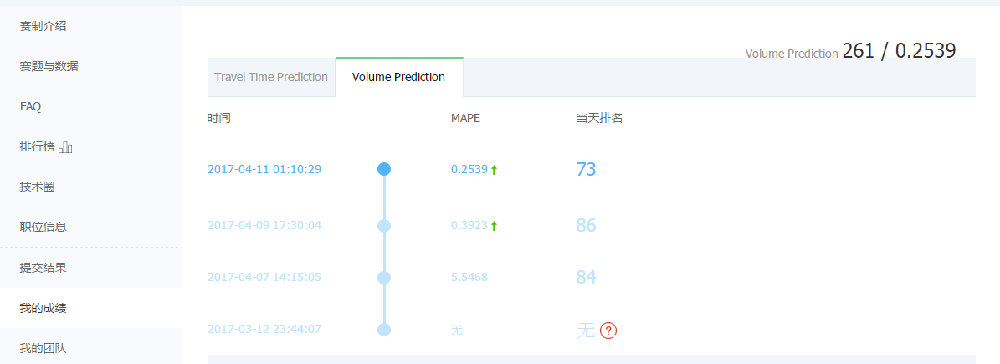 赛制介绍
赛题与数据
FAQ
排行榜
技术圈
职位信息
提交结果
我的成绩
我的团队
Volume Prediction 261 / 0.2539
Travel Time Prediction Volume Prediction
时间 MAPE 当天排名
2017-04-11 01:10:29 0.2539 73
2017-04-09 17:30:04 0.3923 86
2017-04-07 14:15:05 5.5468 84
2017-03-12 23:44:07 无 无 ?